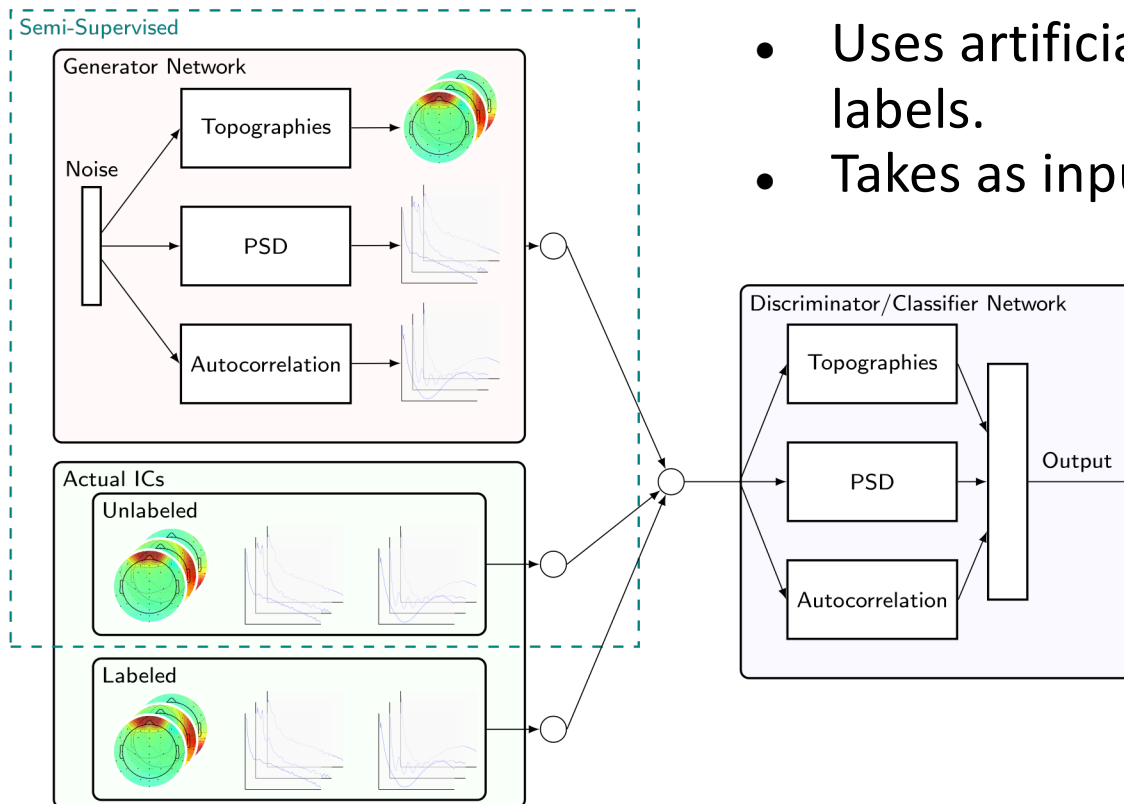 Semi-Supervised
Generator Network
Topographies
Noise
PSD
Autocorrelation
Actual ICs
Unlabeled
Labeled
• Uses artificia
labels.
• Takes as inpu
Discriminator/Classifier Network
Topographies
PSD
Autocorrelation
Output